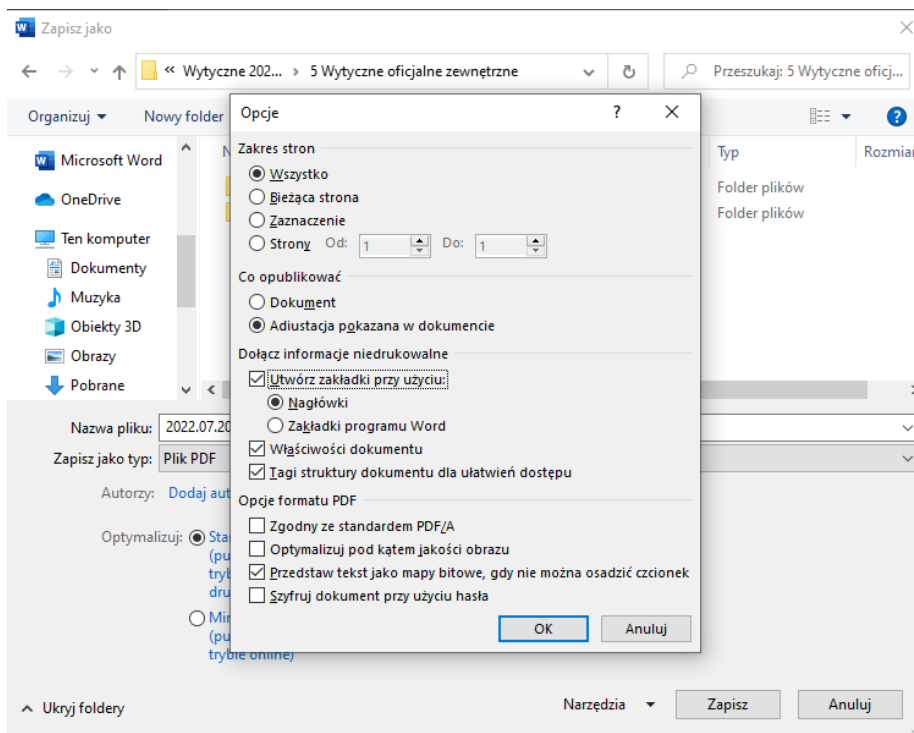 Zapisz jako
« Wytyczne 202... › 5 Wytyczne oficjalne zewnętrzne
Przeszukaj: 5 Wytyczne oficj...
Organizuj
Nowy folder
Opcje
?
Microsoft Word
OneDrive
Ten komputer
Dokumenty
Muzyka
Obiekty 3D
Obrazy
Pobrane
Typ
Rozmiar
Folder plików
Folder plików
Zakres stron
Wszystko
Bieżąca strona
Zaznaczenie
Strony Od: 1 Do: 1
Co opublikować
Dokument
Adiustacja pokazana w dokumencie
Dołącz informacje niedrukowalne
Utwórz zakładki przy użyciu:
Nagłówki
Zakładki programu Word
Właściwości dokumentu
Tagi struktury dokumentu dla ułatwień dostępu
Opcje formatu PDF
Zgodny ze standardem PDF/A
Optymalizuj pod kątem jakości obrazu
Przedstaw tekst jako mapy bitowe, gdy nie można osadzić czcionek
Szyfruj dokument przy użyciu hasła
OK
Anuluj
Nazwa pliku: 2022.07.20
Zapisz jako typ: Plik PDF
Autorzy: Dodaj aut
Optymalizuj: Sta
(pu
tryb
dru
Min
(pu
trybie online)
Ukryj foldery
Narzędzia
Zapisz
Anuluj